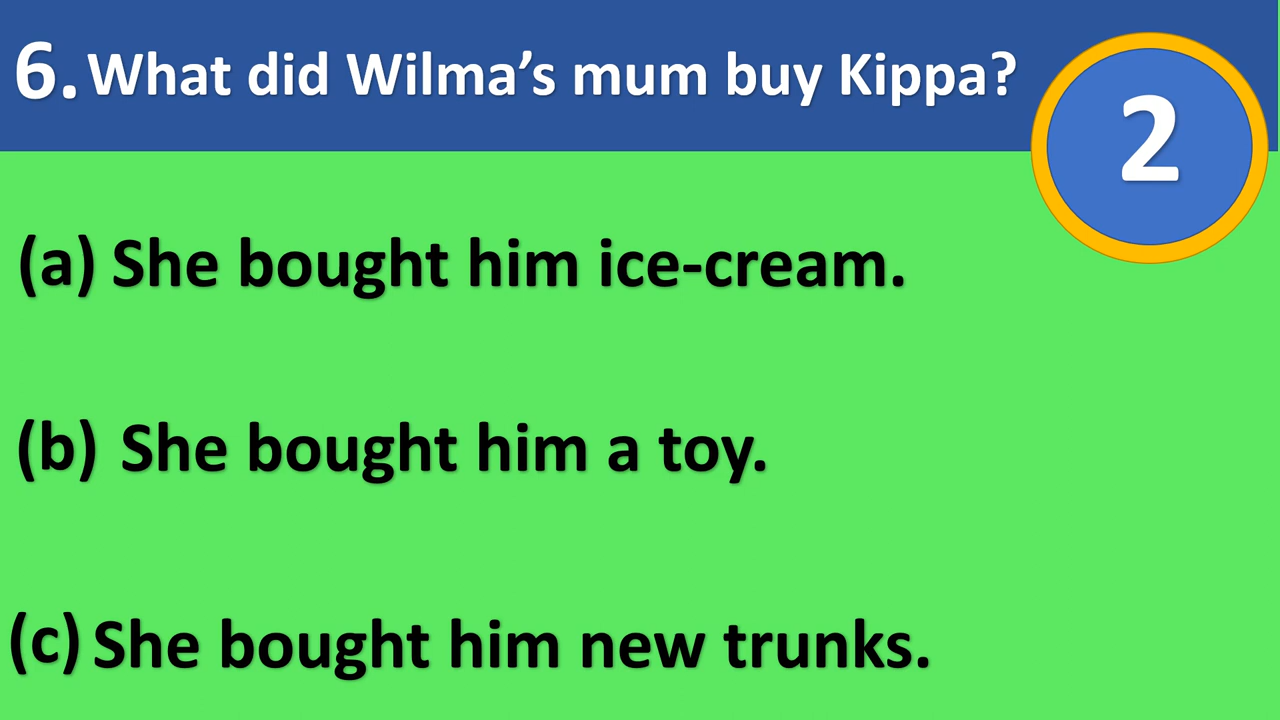 6. What did Wilma’s mum buy Kippa?
2
(a) She bought him ice-cream.
(b) She bought him a toy.
(c) She bought him new trunks.